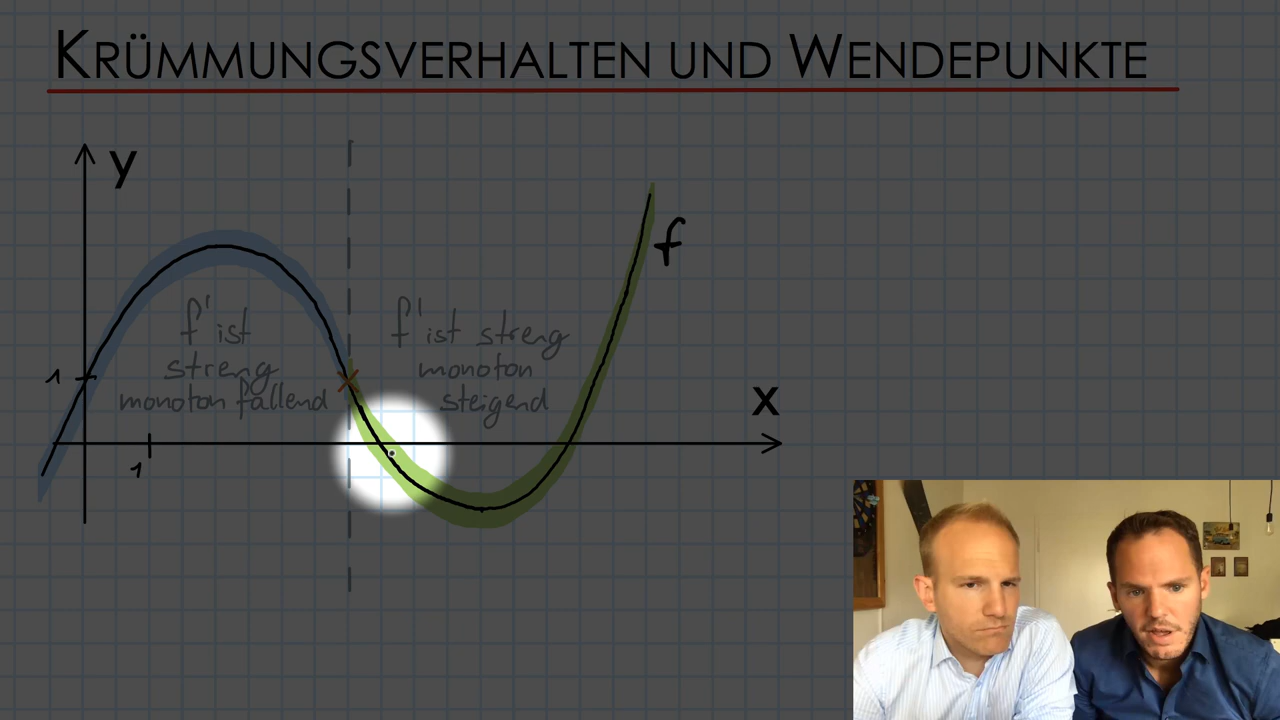 KRÜMMUNGSVERHALTEN UND WENDEPUNKTE
y
f
f' ist
streng
monoton fallend
f' ist streng
monoton
steigend
1
x
1